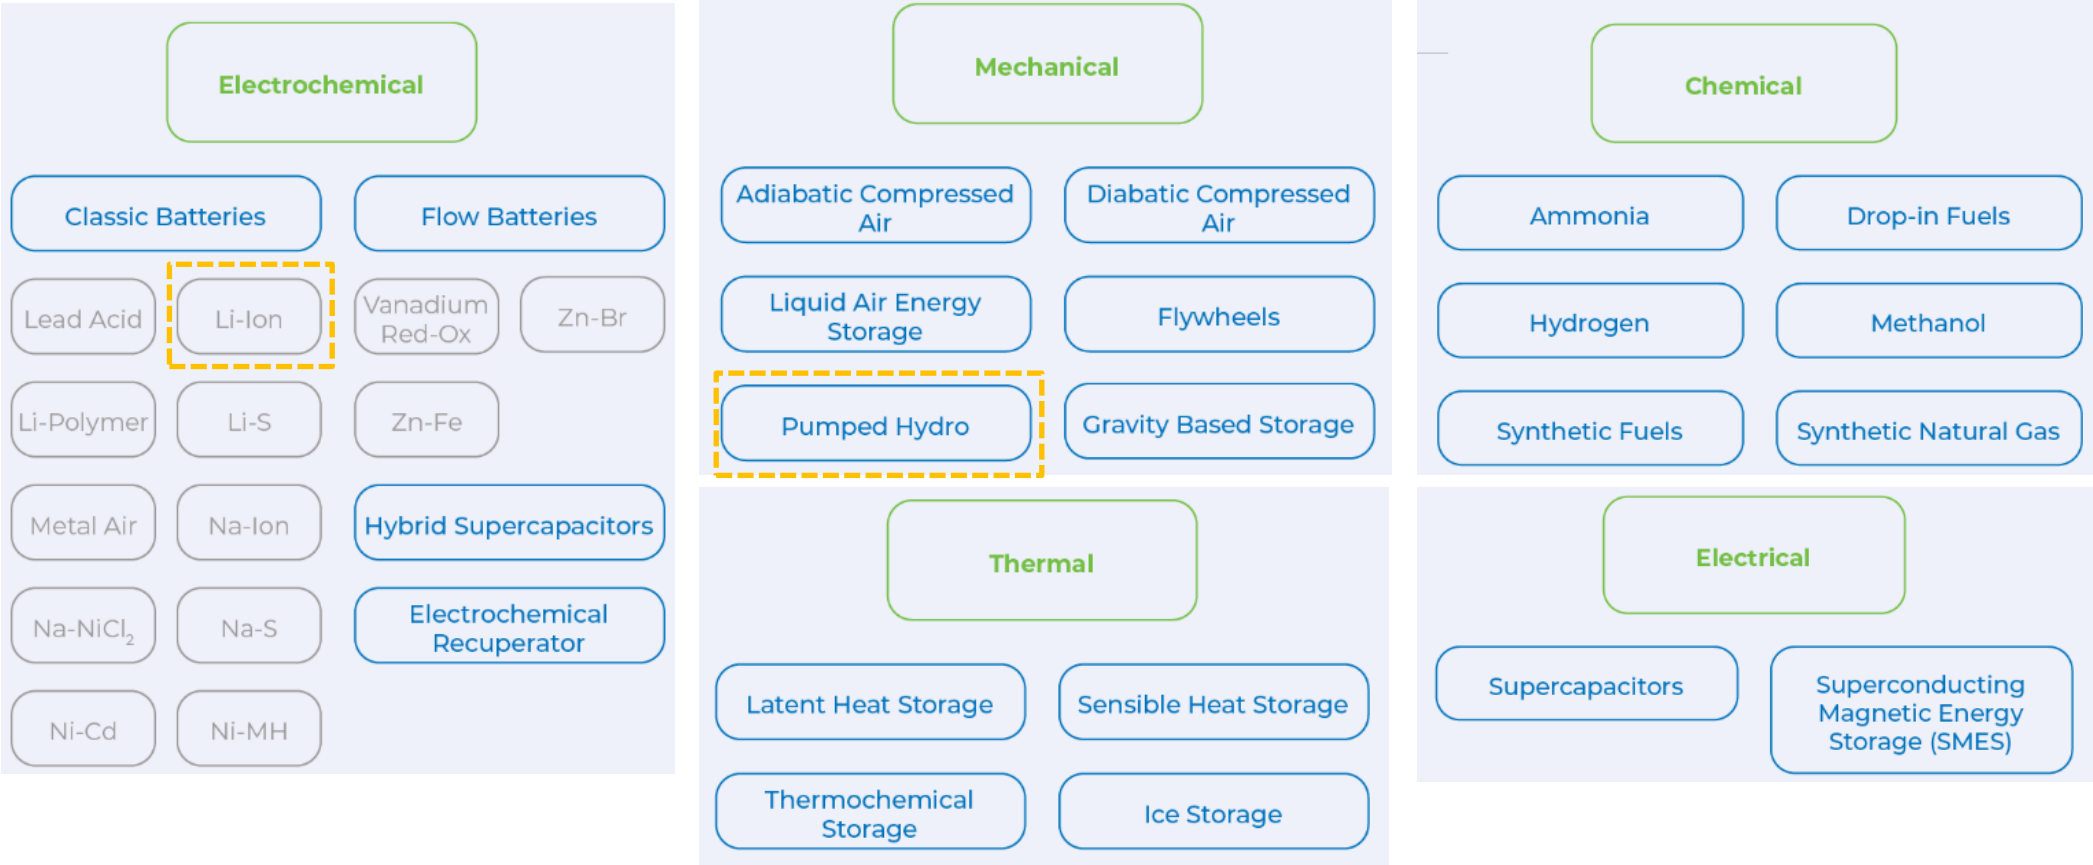 Electrochemical
Classic Batteries
Flow Batteries
Lead Acid
Li-Ion
Vanadium
Red-Ox
Zn-Br
Li-Polymer
Li-S
Zn-Fe
Metal Air
Na-Ion
Hybrid Supercapacitors
Na-NiCl₂
Na-S
Electrochemical
Recuperator
Ni-Cd
Ni-MH
Mechanical
Adiabatic Compressed
Air
Diabatic Compressed
Air
Liquid Air Energy
Storage
Flywheels
Pumped Hydro
Gravity Based Storage
Chemical
Ammonia
Drop-in Fuels
Hydrogen
Methanol
Synthetic Fuels
Synthetic Natural Gas
Thermal
Latent Heat Storage
Sensible Heat Storage
Thermochemical
Storage
Ice Storage
Electrical
Supercapacitors
Superconducting
Magnetic Energy
Storage (SMES)